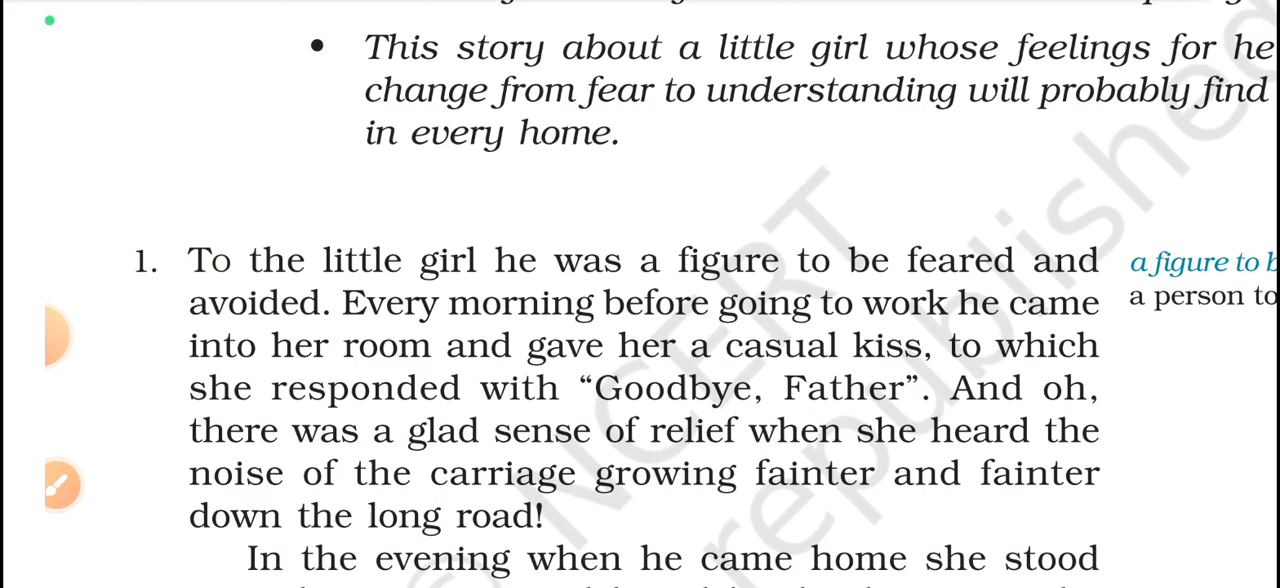 • This story about a little girl whose feelings for he
change from fear to understanding will probably find
in every home.
1. To the little girl he was a figure to be feared and
a figure to b
avoided. Every morning before going to work he came
a person to
into her room and gave her a casual kiss, to which
she responded with “Goodbye, Father”. And oh,
there was a glad sense of relief when she heard the
noise of the carriage growing fainter and fainter
down the long road!
In the evening when he came home she stood
NCERT
republished